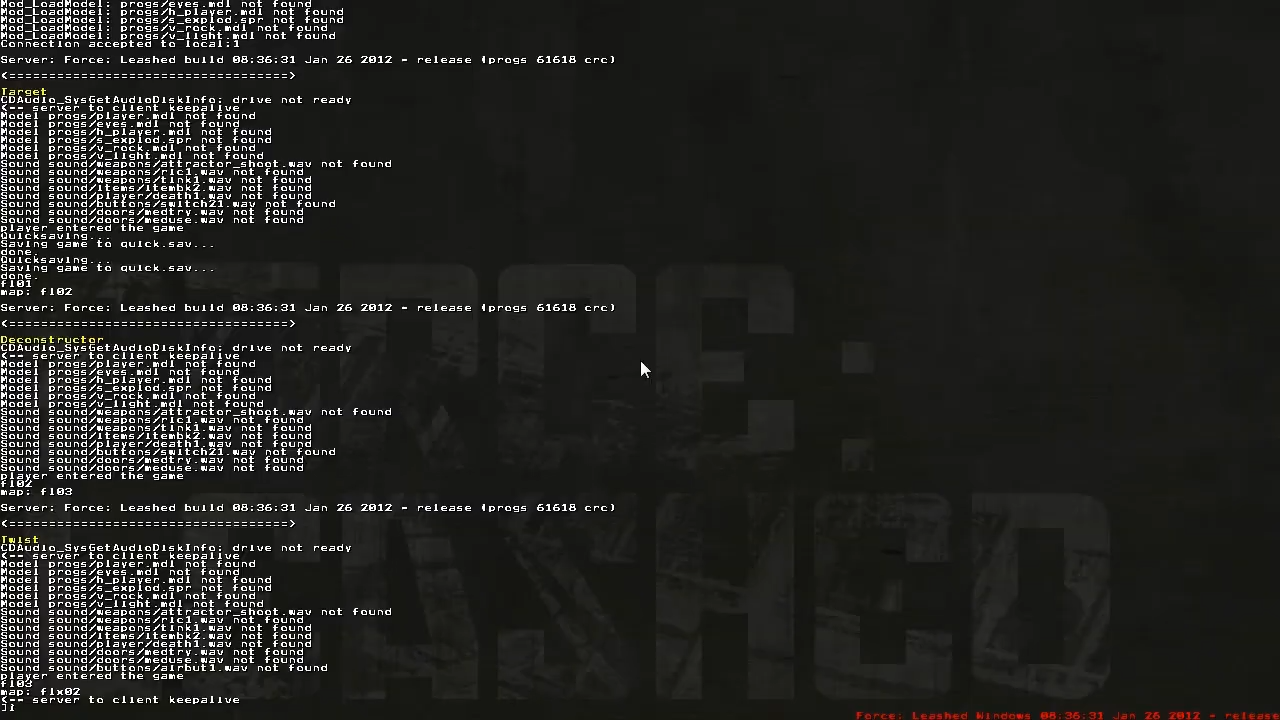 Mod_LoadModel: progs/eyes.mdl not found
Mod_LoadModel: progs/h_player.mdl not found
Mod_LoadModel: progs/s_explod.spr not found
Mod_LoadModel: progs/v_rock.mdl not found
Mod_LoadModel: progs/v_light.mdl not found
Connection accepted to local:1
Server: Force: Leashed build 08:36:31 Jan 26 2012 - release (progs 61618 crc)
<==================================>
Target
CDAudio_SysGetAudioDiskInfo: drive not ready
<-- server to client keepalive
Model progs/player.mdl not found
Model progs/eyes.mdl not found
Model progs/h_player.mdl not found
Model progs/s_explod.spr not found
Model progs/v_rock.mdl not found
Model progs/v_light.mdl not found
Sound sound/weapons/attractor_shoot.wav not found
Sound sound/weapons/ric1.wav not found
Sound sound/weapons/tink1.wav not found
Sound sound/items/itembk2.wav not found
Sound sound/player/death1.wav not found
Sound sound/buttons/switch21.wav not found
Sound sound/doors/medtry.wav not found
Sound sound/doors/meduse.wav not found
player entered the game
Quicksaving...
Saving game to quick.sav...
done.
Quicksaving...
Saving game to quick.sav...
done.
fl01
map: fl02
Server: Force: Leashed build 08:36:31 Jan 26 2012 - release (progs 61618 crc)
<==================================>
Deconstructor
CDAudio_SysGetAudioDiskInfo: drive not ready
<-- server to client keepalive
Model progs/player.mdl not found
Model progs/eyes.mdl not found
Model progs/h_player.mdl not found
Model progs/s_explod.spr not found
Model progs/v_rock.mdl not found
Model progs/v_light.mdl not found
Sound sound/weapons/attractor_shoot.wav not found
Sound sound/weapons/ric1.wav not found
Sound sound/weapons/tink1.wav not found
Sound sound/items/itembk2.wav not found
Sound sound/player/death1.wav not found
Sound sound/buttons/switch21.wav not found
Sound sound/doors/medtry.wav not found
Sound sound/doors/meduse.wav not found
player entered the game
fl02
map: fl03
Server: Force: Leashed build 08:36:31 Jan 26 2012 - release (progs 61618 crc)
<==================================>
Twist
CDAudio_SysGetAudioDiskInfo: drive not ready
<-- server to client keepalive
Model progs/player.mdl not found
Model progs/eyes.mdl not found
Model progs/h_player.mdl not found
Model progs/s_explod.spr not found
Model progs/v_rock.mdl not found
Model progs/v_light.mdl not found
Sound sound/weapons/attractor_shoot.wav not found
Sound sound/weapons/ric1.wav not found
Sound sound/weapons/tink1.wav not found
Sound sound/items/itembk2.wav not found
Sound sound/player/death1.wav not found
Sound sound/doors/medtry.wav not found
Sound sound/doors/meduse.wav not found
Sound sound/buttons/airbut1.wav not found
player entered the game
fl03
map: flx02
<-- server to client keepalive
Force: Leashed Windows 08:36:31 Jan 26 2012 - release